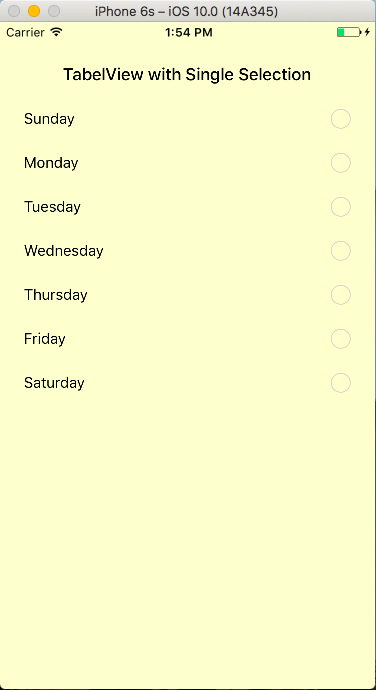 iPhone 6s – iOS 10.0 (14A345)
Carrier 1:54 PM
TabelView with Single Selection
Sunday
Monday
Tuesday
Wednesday
Thursday
Friday
Saturday